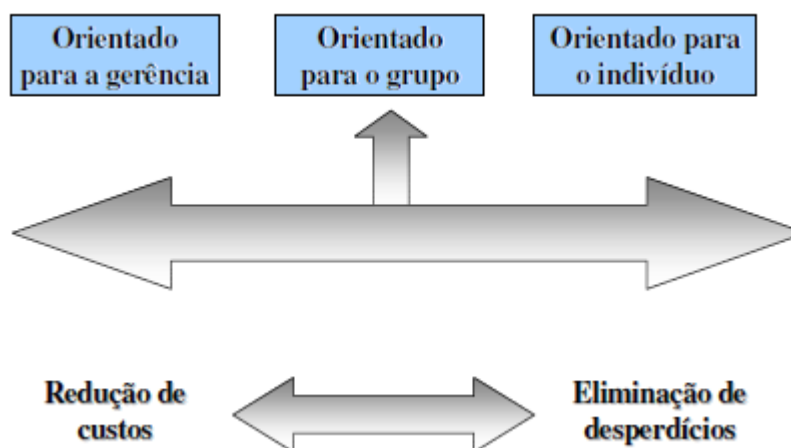 Orientado
para a gerência
Orientado
para o grupo
Orientado para
o indivíduo
Redução de
custos
Eliminação de
desperdícios